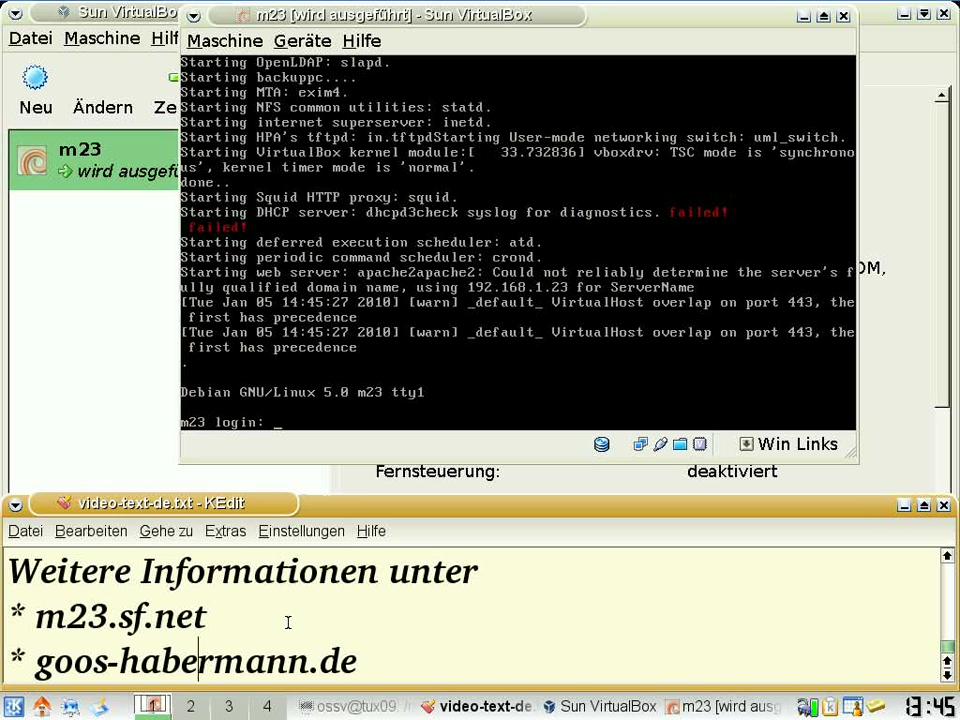 Sun VirtualBox
Datei Maschine Hilf
Neu Ändern Ze
m23
wird ausgefü
m23 [wird ausgeführt] - Sun VirtualBox
Maschine Geräte Hilfe
Starting OpenLDAP: slapd.
Starting backuppc....
Starting MTA: exim4.
Starting NFS common utilities: statd.
Starting internet superserver: inetd.
Starting HPA's tftpd: in.tftpdStarting User-mode networking switch: uml_switch.
Starting VirtualBox kernel module:[   33.732836] vboxdrv: TSC mode is 'synchrono
us', kernel timer mode is 'normal'.
done..
Starting Squid HTTP proxy: squid.
Starting DHCP server: dhcpd3check syslog for diagnostics. failed!
failed!
Starting deferred execution scheduler: atd.
Starting periodic command scheduler: crond.
Starting web server: apache2apache2: Could not reliably determine the server's f
ully qualified domain name, using 192.168.1.23 for ServerName
[Tue Jan 05 14:45:27 2010] [warn] _default_ VirtualHost overlap on port 443, the
first has precedence
[Tue Jan 05 14:45:27 2010] [warn] _default_ VirtualHost overlap on port 443, the
first has precedence
.
Debian GNU/Linux 5.0 m23 tty1
m23 login: _
Win Links
OM,
Fernsteuerung: deaktiviert
video-text-de.txt - KEdit
Datei Bearbeiten Gehe zu Extras Einstellungen Hilfe
Weitere Informationen unter
* m23.sf.net
* goos-habermann.de
1 2 3 4 ossv@tux09: video-text-de. Sun VirtualBox m23 [wird ausg 13:45